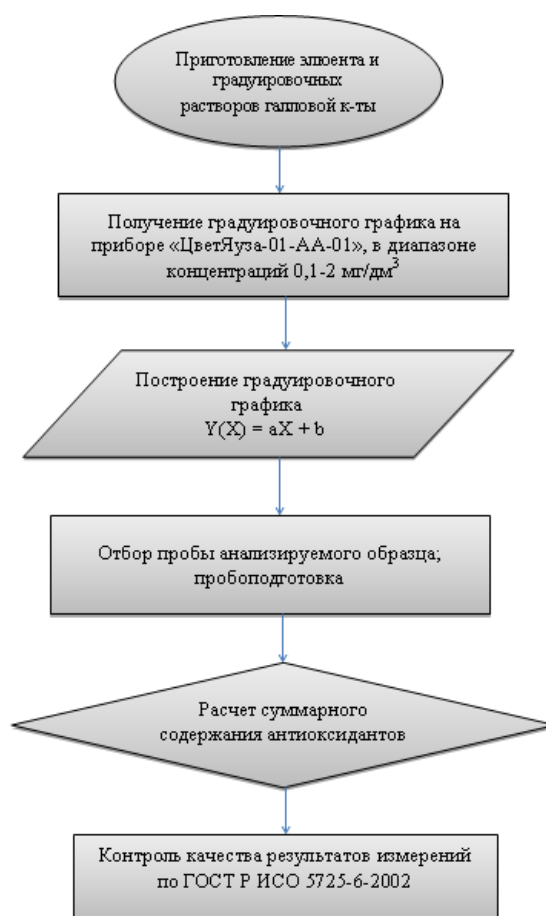 Приготовление элюента и
градуировочных
растворов галловой к-ты
Получение градуировочного графика на
приборе «ЦветЯуза-01-АА-01», в диапазоне
концентраций 0,1-2 мг/дм³
Построение градуировочного
графика
Y(X) = aX + b
Отбор пробы анализируемого образца;
пробоподготовка
Расчет суммарного
содержания антиоксидантов
Контроль качества результатов измерений
по ГОСТ Р ИСО 5725-6-2002